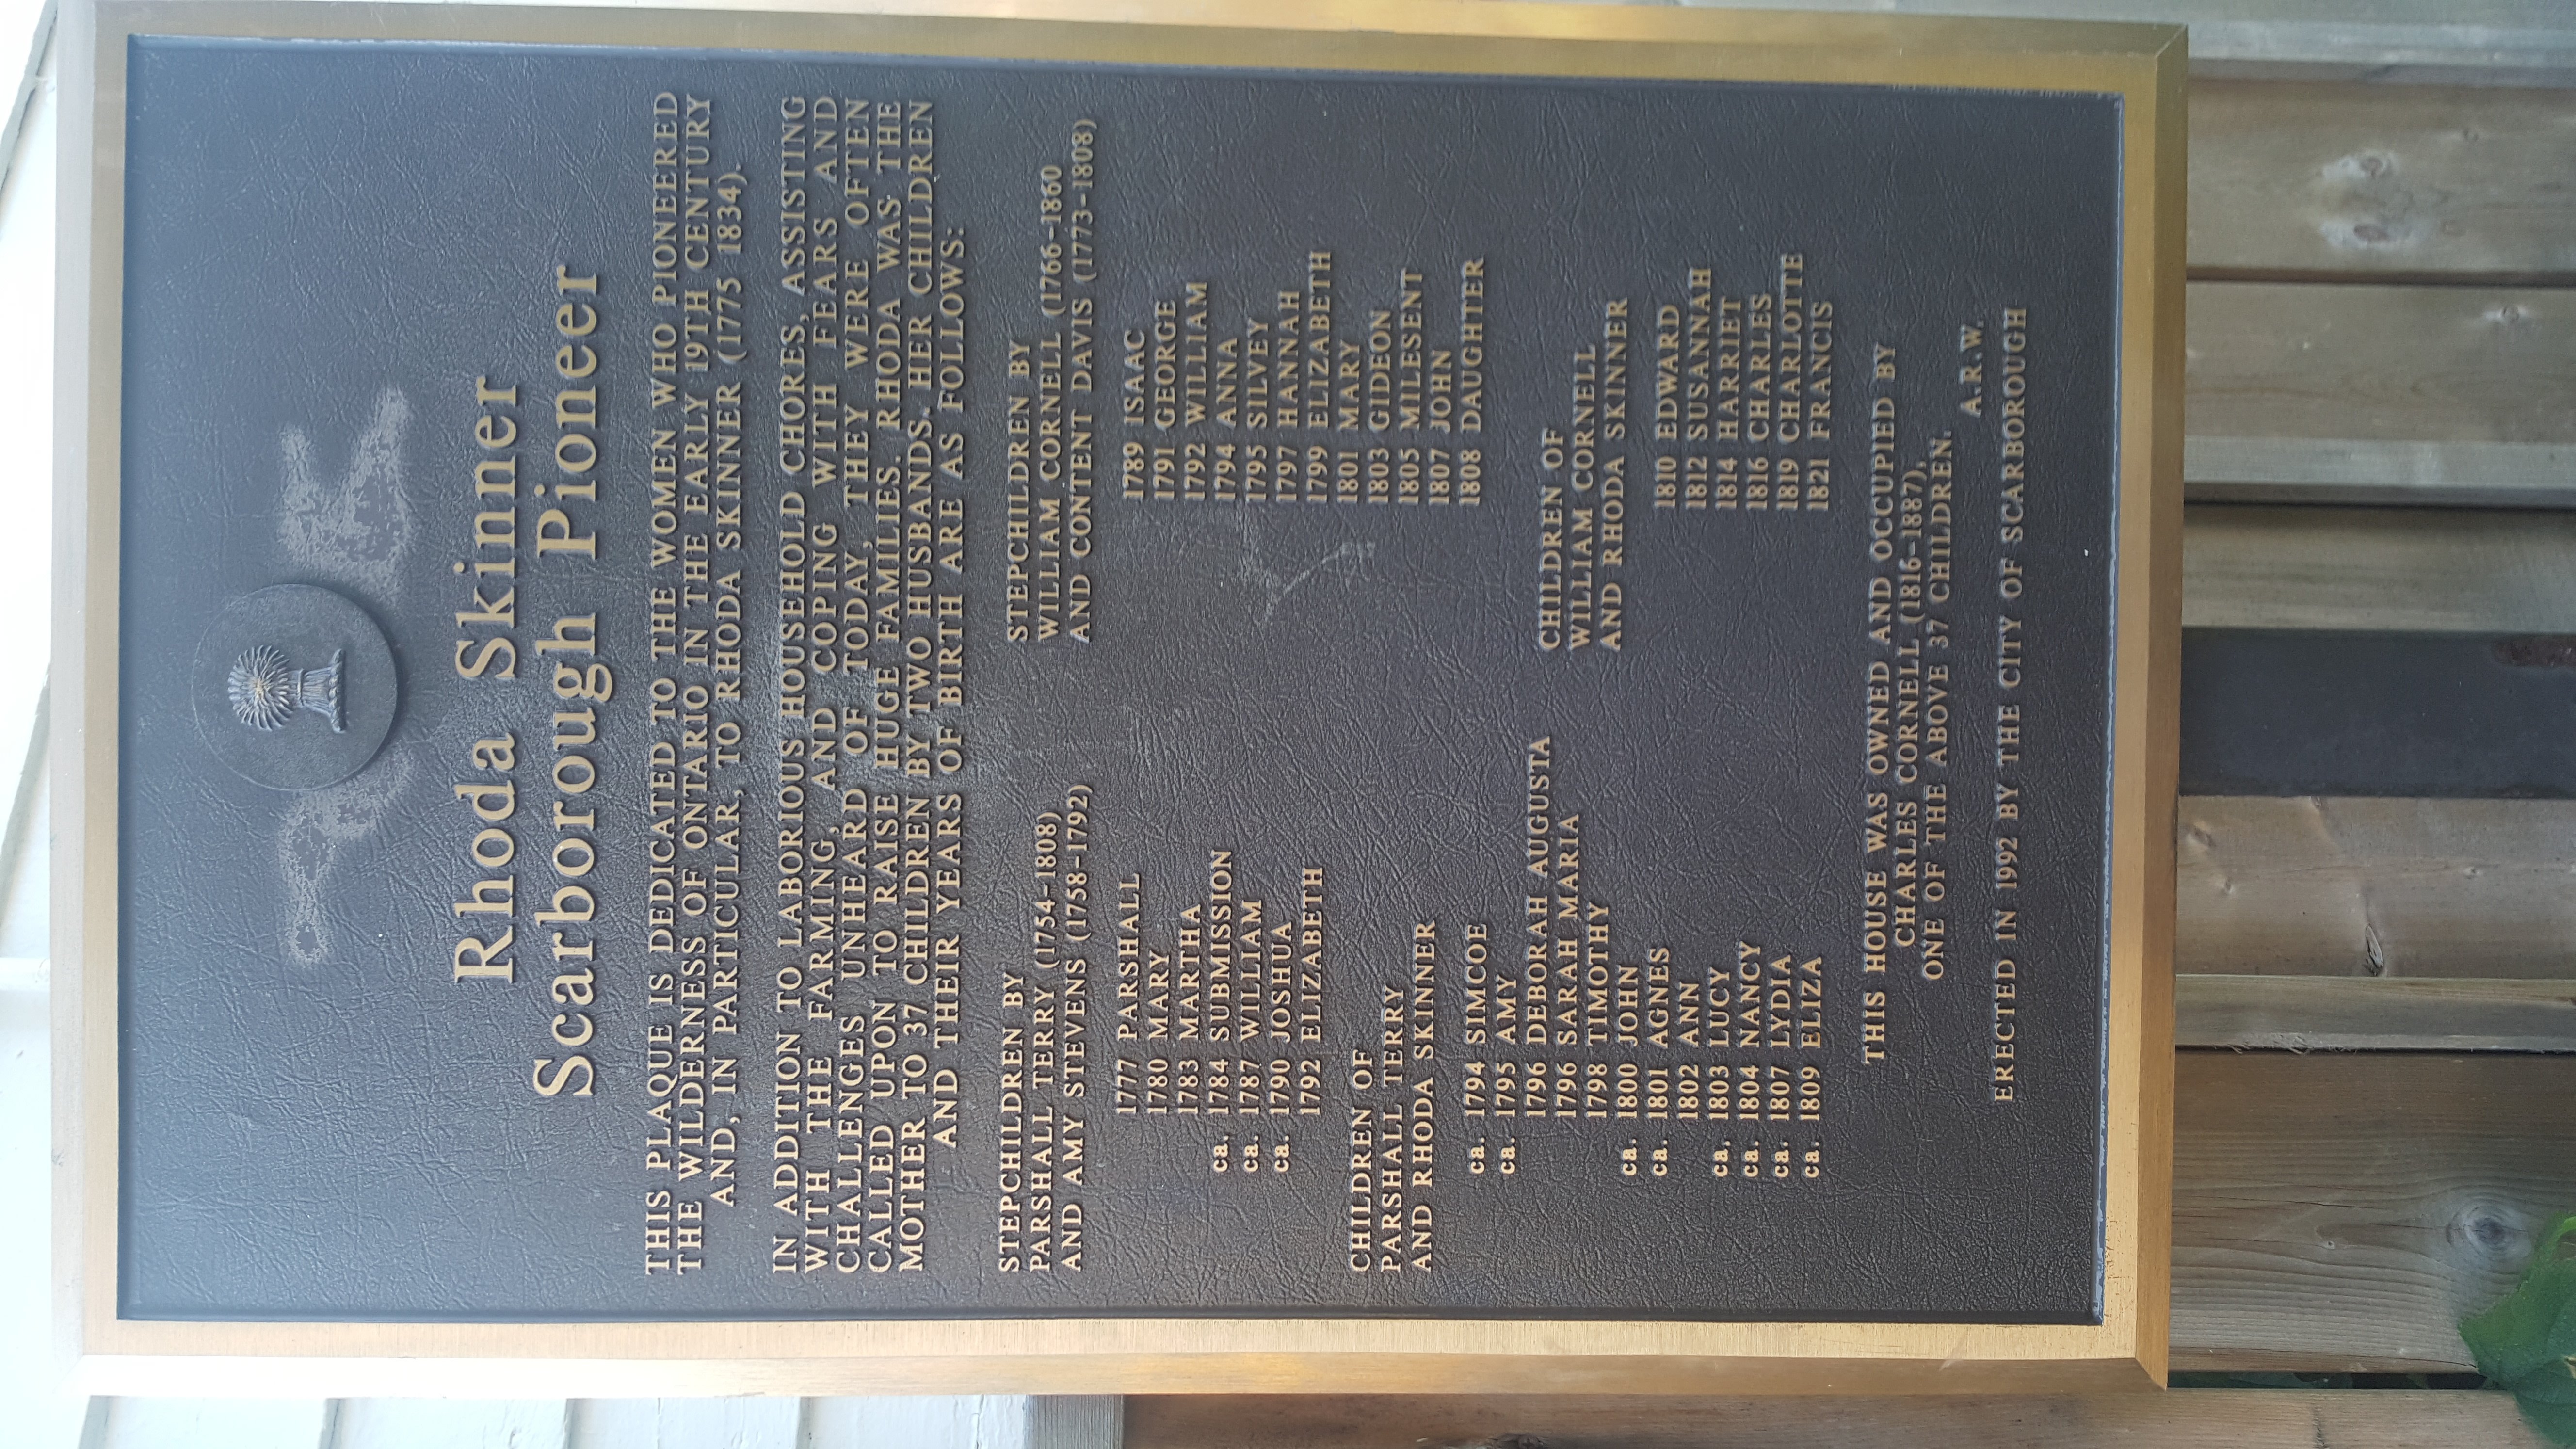 Rhoda Skinner
Scarborough Pioneer
THIS PLAQUE IS DEDICATED TO THE WOMEN WHO PIONEERED
THE WILDERNESS OF ONTARIO IN THE EARLY 19TH CENTURY
AND, IN PARTICULAR, TO RHODA SKINNER (1775 1834).
IN ADDITION TO LABORIOUS HOUSEHOLD CHORES, ASSISTING
WITH THE FARMING, AND COPING WITH FEARS AND
CHALLENGES UNHEARD OF TODAY, THEY WERE OFTEN
CALLED UPON TO RAISE HUGE FAMILIES. RHODA WAS THE
MOTHER TO 37 CHILDREN BY TWO HUSBANDS. HER CHILDREN
AND THEIR YEARS OF BIRTH ARE AS FOLLOWS:
STEPCHILDREN BY
PARSHALL TERRY (1754-1808)
AND AMY STEVENS (1758-1792)
1777 PARSHALL
1780 MARY
1783 MARTHA
ca. 1784 SUBMISSION
ca. 1787 WILLIAM
ca. 1790 JOSHUA
1792 ELIZABETH
CHILDREN OF
PARSHALL TERRY
AND RHODA SKINNER
ca. 1794 SIMCOE
ca. 1795 AMY
1796 DEBORAH AUGUSTA
1796 SARAH MARIA
1798 TIMOTHY
ca. 1800 JOHN
ca. 1801 AGNES
1802 ANN
ca. 1803 LUCY
ca. 1804 NANCY
ca. 1807 LYDIA
ca. 1809 ELIZA
STEPCHILDREN BY
WILLIAM CORNELL (1766-1860
AND CONTENT DAVIS (1773-1808)
1789 ISAAC
1791 GEORGE
1792 WILLIAM
1794 ANNA
1795 SILVEY
1797 HANNAH
1799 ELIZABETH
1801 MARY
1803 GIDEON
1805 MILESENT
1807 JOHN
1808 DAUGHTER
CHILDREN OF
WILLIAM CORNELL
AND RHODA SKINNER
1810 EDWARD
1812 SUSANNAH
1814 HARRIET
1816 CHARLES
1819 CHARLOTTE
1821 FRANCIS
THIS HOUSE WAS OWNED AND OCCUPIED BY
CHARLES CORNELL (1816-1887),
ONE OF THE ABOVE 37 CHILDREN.
A.R.W.
ERECTED IN 1992 BY THE CITY OF SCARBOROUGH